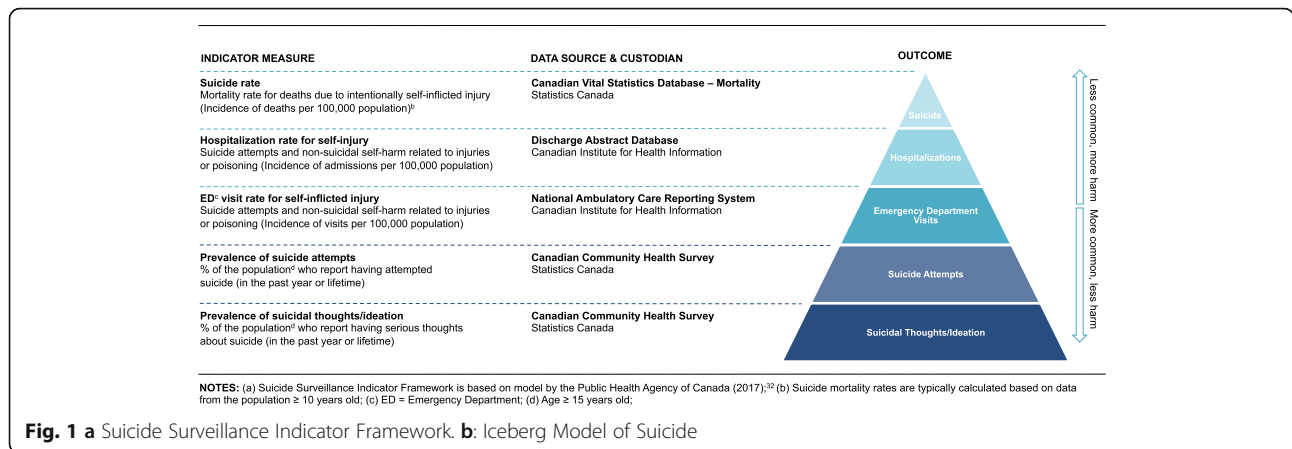 INDICATOR MEASURE
DATA SOURCE & CUSTODIAN
OUTCOME
Suicide rate
Mortality rate for deaths due to intentionally self-inflicted injury
(Incidence of deaths per 100,000 population)ᵇ
Canadian Vital Statistics Database – Mortality
Statistics Canada
Suicide
Hospitalization rate for self-injury
Suicide attempts and non-suicidal self-harm related to injuries
or poisoning (Incidence of admissions per 100,000 population)
Discharge Abstract Database
Canadian Institute for Health Information
Hospitalizations
EDᶜ visit rate for self-inflicted injury
Suicide attempts and non-suicidal self-harm related to injuries
or poisoning (Incidence of visits per 100,000 population)
National Ambulatory Care Reporting System
Canadian Institute for Health Information
Emergency Department
Visits
Prevalence of suicide attempts
% of the populationᵈ who report having attempted
suicide (in the past year or lifetime)
Canadian Community Health Survey
Statistics Canada
Suicide Attempts
Prevalence of suicidal thoughts/ideation
% of the populationᵈ who report having serious thoughts
about suicide (in the past year or lifetime)
Canadian Community Health Survey
Statistics Canada
Suicidal Thoughts/Ideation
Less common, more harm
More common, less harm
NOTES: (a) Suicide Surveillance Indicator Framework is based on model by the Public Health Agency of Canada (2017);³² (b) Suicide mortality rates are typically calculated based on data
from the population ≥ 10 years old; (c) ED = Emergency Department; (d) Age ≥ 15 years old;
Fig. 1 a Suicide Surveillance Indicator Framework. b: Iceberg Model of Suicide